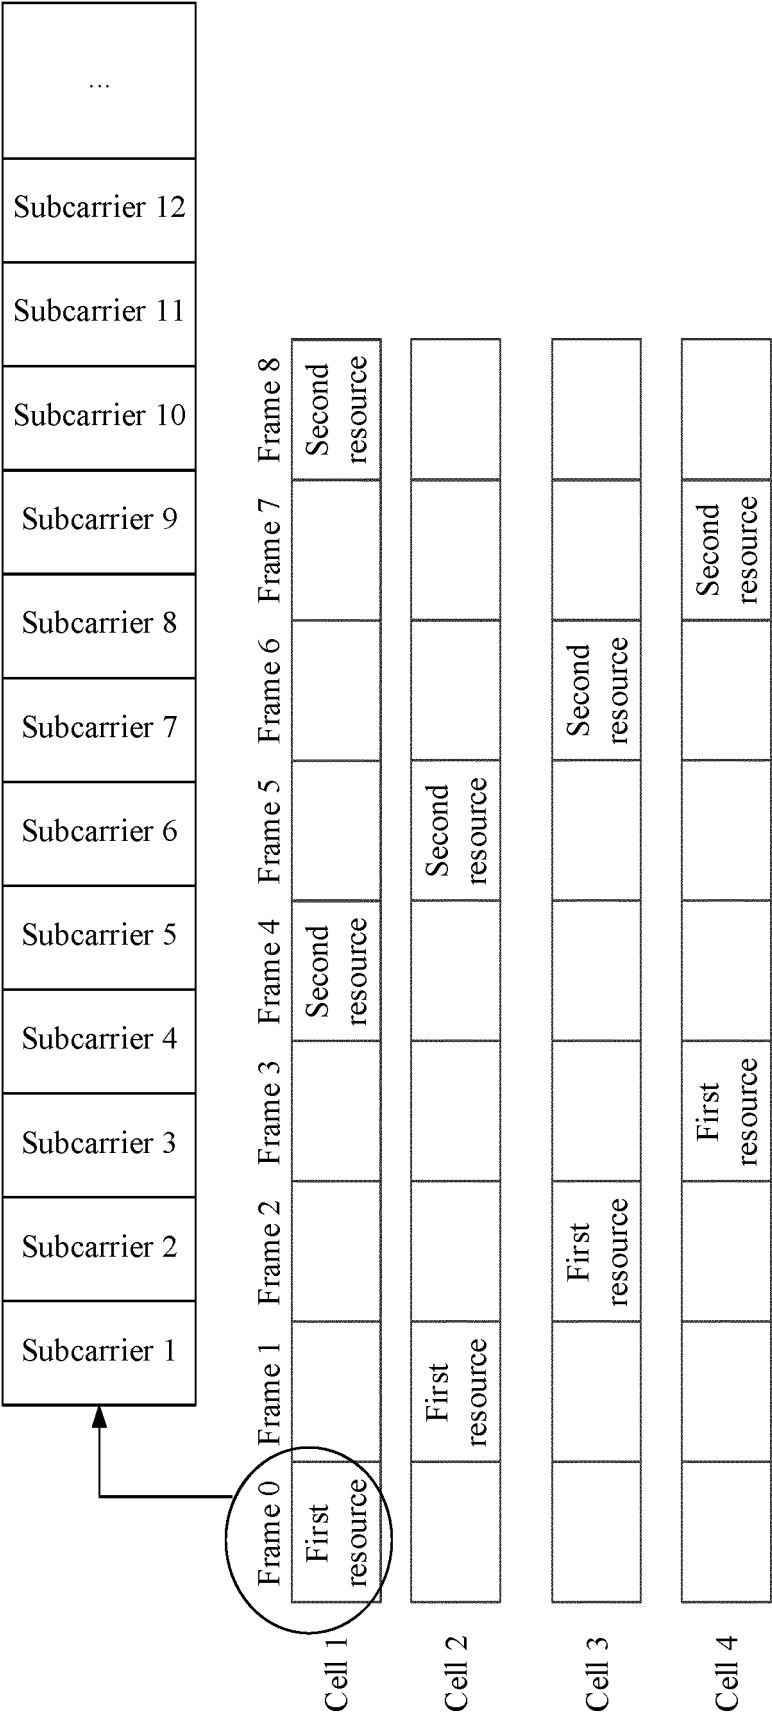 ...
Subcarrier 12
Subcarrier 11
Subcarrier 10
Subcarrier 9
Subcarrier 8
Subcarrier 7
Subcarrier 6
Subcarrier 5
Subcarrier 4
Subcarrier 3
Subcarrier 2
Subcarrier 1
Frame 0
Frame 1
Frame 2
Frame 3
Frame 4
Frame 5
Frame 6
Frame 7
Frame 8
Cell 1
First
resource
Second
resource
Second
resource
Cell 2
First
resource
Second
resource
Cell 3
First
resource
Second
resource
Cell 4
First
resource
Second
resource